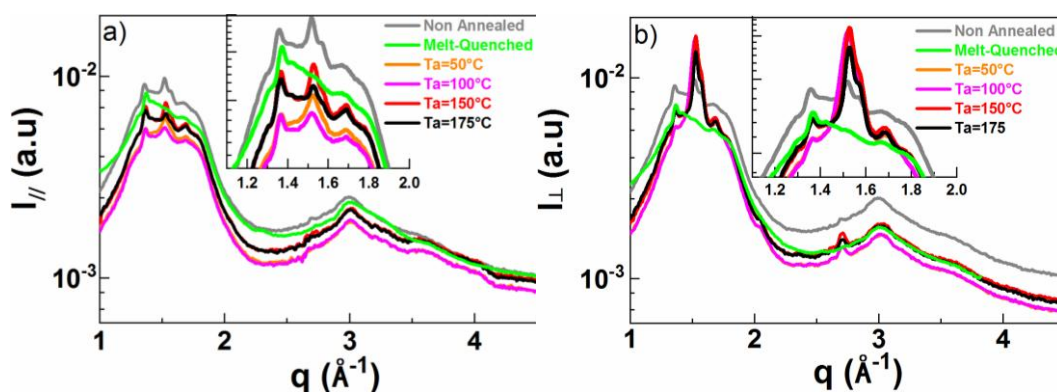 a)
I// (a.u)
10-2
10-3
1
2
3
4
q (Å-1)
Non Annealed
Melt-Quenched
Ta=50°C
Ta=100°C
Ta=150°C
Ta=175°C
1.2
1.4
1.6
1.8
2.0
b)
I⊥ (a.u)
10-2
10-3
1
2
3
4
q (Å-1)
Non Annealed
Melt-Quenched
Ta=50°C
Ta=100°C
Ta=150°C
Ta=175
1.2
1.4
1.6
1.8
2.0